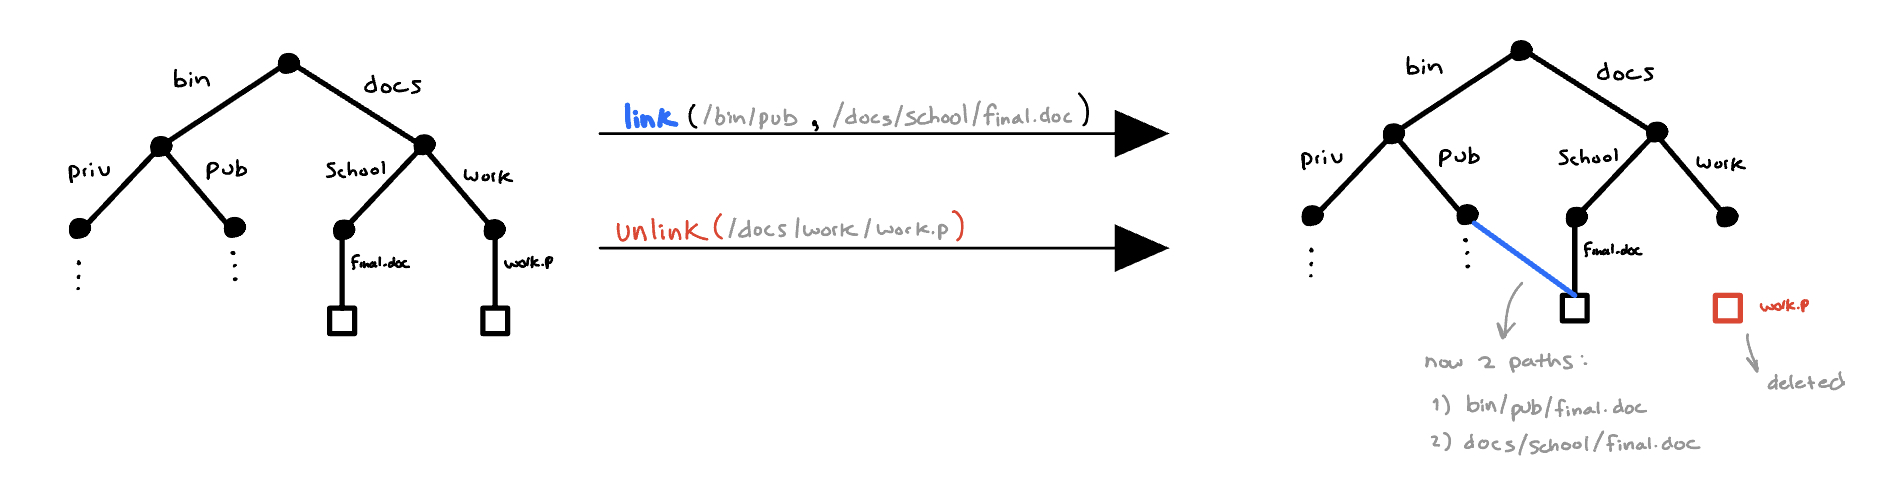 bin
docs
priv
pub
School
work
final.doc
work.p
link (/bin/pub , /docs/school/final.doc)
unlink (/docs/work/work.p)
bin
docs
priv
pub
School
work
final.doc
work.p
deleted
now 2 paths:
1) bin/pub/final.doc
2) docs/school/final.doc